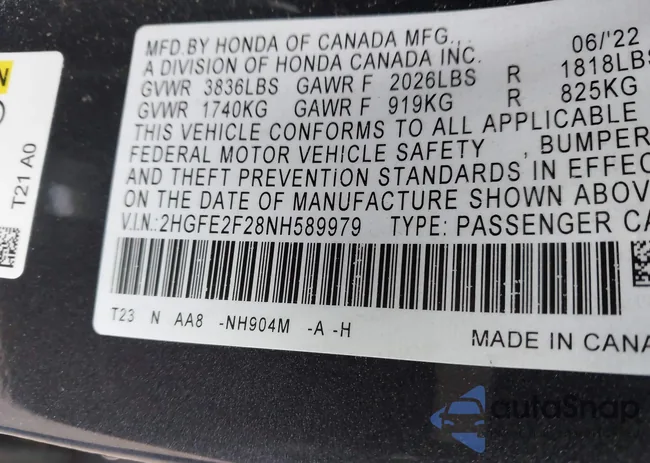 MFD.BY HONDA OF CANADA MFG., 06/'22
A DIVISION OF HONDA CANADA INC.
GVWR 3836LBS GAWR F 2026LBS R 1818LBS
GVWR 1740KG GAWR F 919KG R 825KG
THIS VEHICLE CONFORMS TO ALL APPLICABLE
FEDERAL MOTOR VEHICLE SAFETY , BUMPER
AND THEFT PREVENTION STANDARDS IN EFFEC
ON THE DATE OF MANUFACTURE SHOWN ABOV
V.I.N.:2HGFE2F28NH589979 TYPE: PASSENGER CA
T23 N AA8 -NH904M -A -H
MADE IN CANA
T21 A0
N
autoSnap